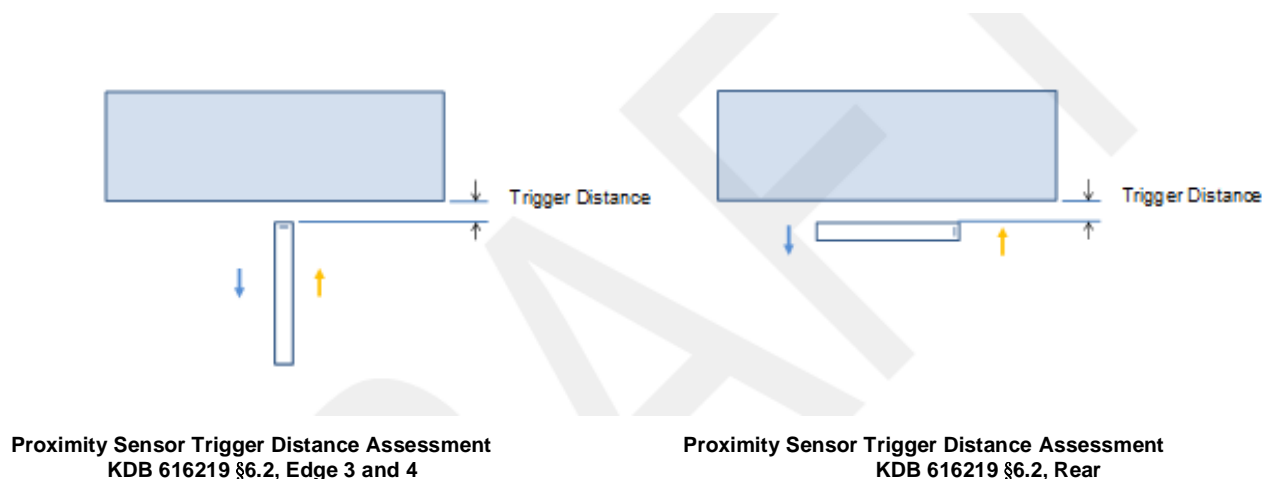 Trigger Distance
Trigger Distance
Proximity Sensor Trigger Distance Assessment
KDB 616219 §6.2, Edge 3 and 4
Proximity Sensor Trigger Distance Assessment
KDB 616219 §6.2, Rear